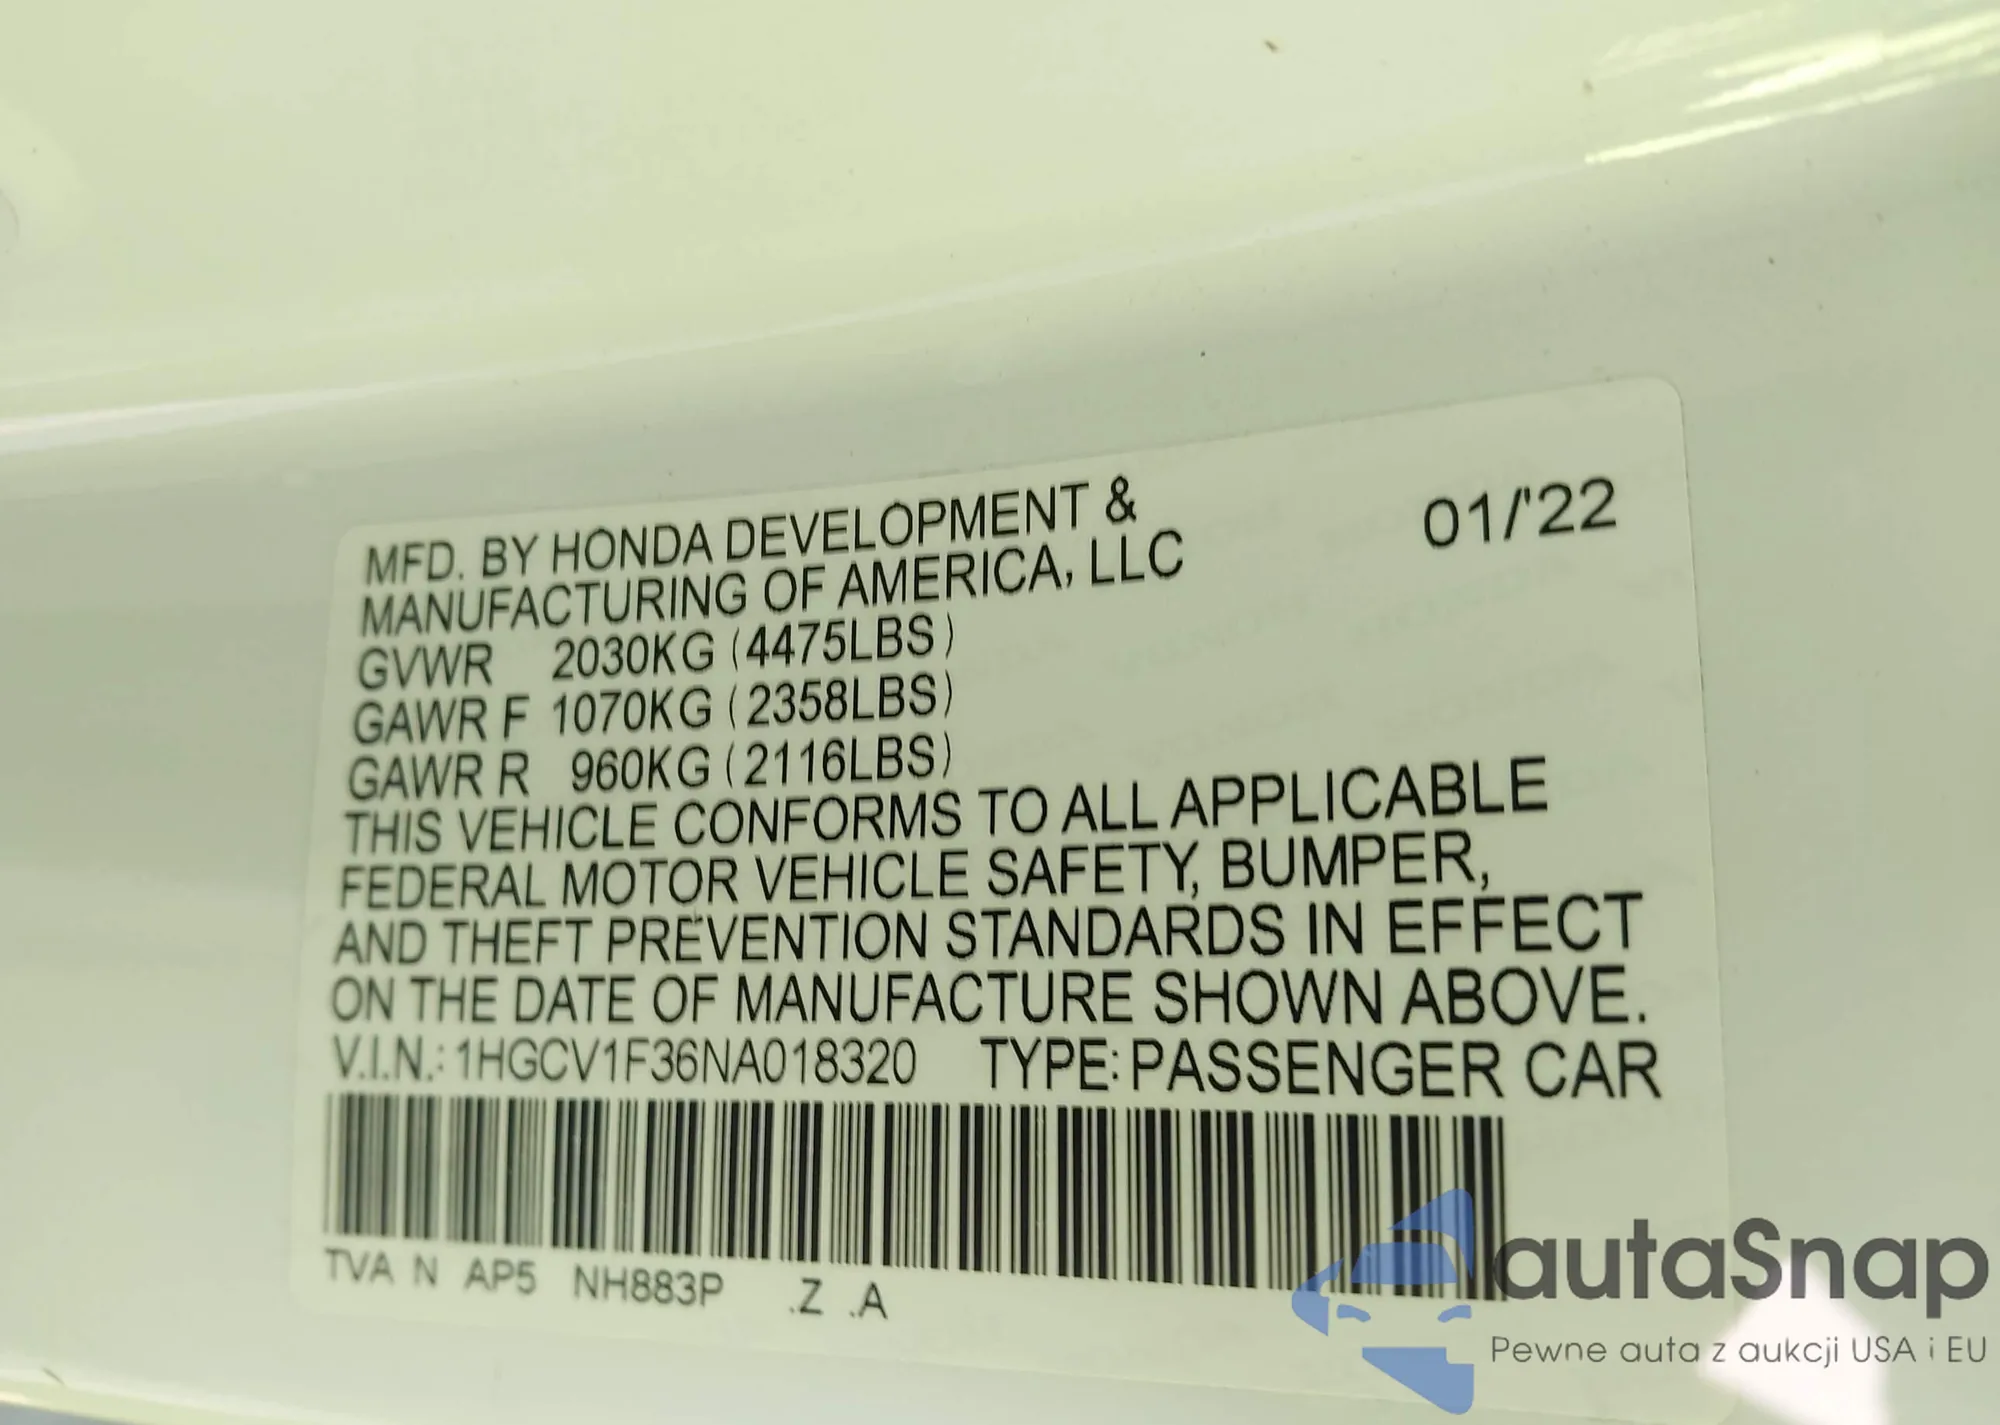 MFD. BY HONDA DEVELOPMENT & 01/'22
MANUFACTURING OF AMERICA, LLC
GVWR 2030KG (4475LBS)
GAWR F 1070KG (2358LBS)
GAWR R 960KG (2116LBS)
THIS VEHICLE CONFORMS TO ALL APPLICABLE
FEDERAL MOTOR VEHICLE SAFETY, BUMPER,
AND THEFT PREVENTION STANDARDS IN EFFECT
ON THE DATE OF MANUFACTURE SHOWN ABOVE.
V.I.N.: 1HGCV1F36NA018320 TYPE: PASSENGER CAR
TVA N AP5 NH883P .Z .A
autaSnap
Pewne auta z aukcji USA i EU